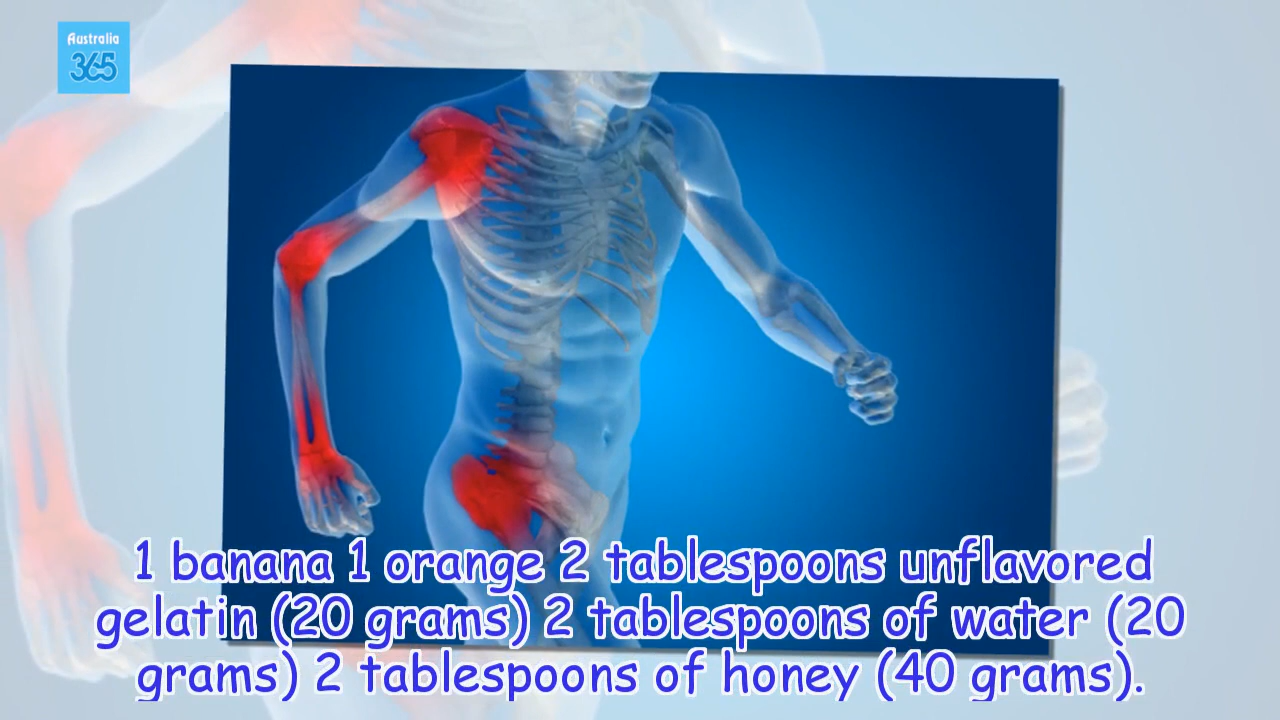 Australia
365
1 banana 1 orange 2 tablespoons unflavored
gelatin (20 grams) 2 tablespoons of water (20
grams) 2 tablespoons of honey (40 grams).